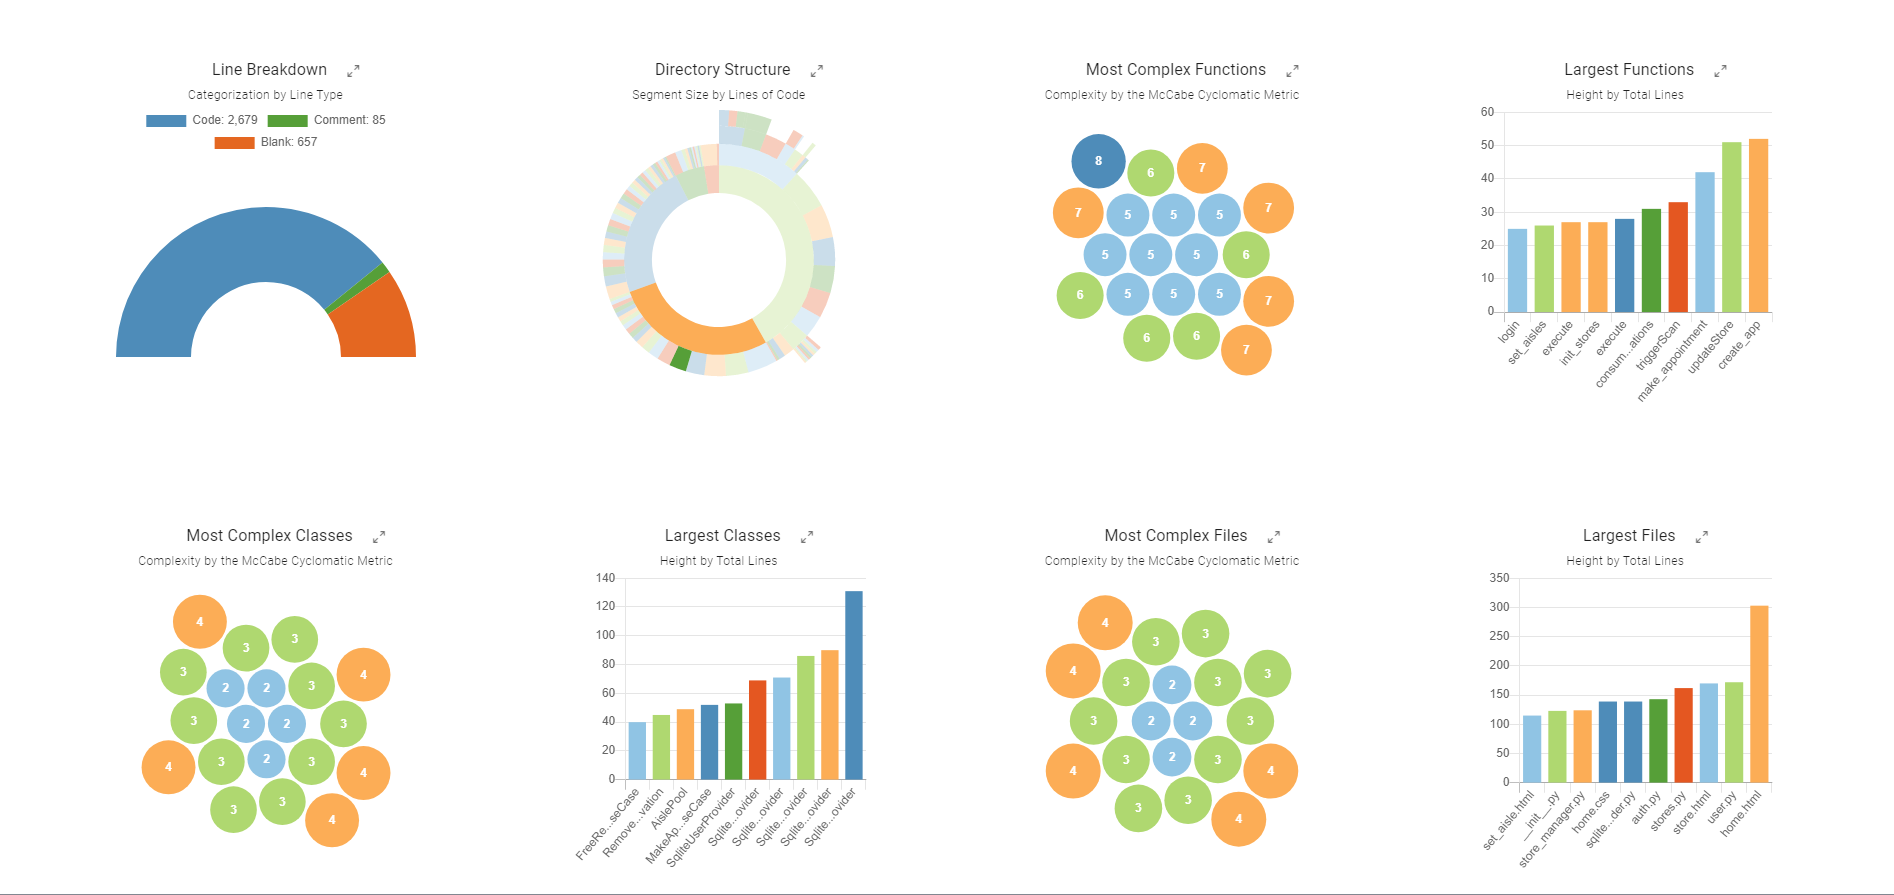 Line Breakdown
Categorization by Line Type
Code: 2,679
Comment: 85
Blank: 657
Directory Structure
Segment Size by Lines of Code
Most Complex Functions
Complexity by the McCabe Cyclomatic Metric
8
6
7
7
5
5
5
7
5
5
5
6
6
5
5
5
7
6
6
7
Largest Functions
Height by Total Lines
60
50
40
30
20
10
0
login
set_aisles
execute
init_stores
execute
consum...ations
triggerScan
make_appointment
updateStore
create_app
Most Complex Classes
Complexity by the McCabe Cyclomatic Metric
4
3
3
3
2
2
3
4
3
2
2
3
4
3
2
3
4
3
3
4
Largest Classes
Height by Total Lines
140
120
100
80
60
40
20
0
FreeRe...seCase
Remove...vation
AislePool
MakeAp...seCase
SqliteUserProvider
Sqlite...ovider
Sqlite...ovider
Sqlite...ovider
Sqlite...ovider
Sqlite...ovider
Most Complex Files
Complexity by the McCabe Cyclomatic Metric
4
3
3
4
3
2
3
3
3
2
2
3
4
3
2
3
4
3
3
4
Largest Files
Height by Total Lines
350
300
250
200
150
100
50
0
set_aisle.html
__init__.py
store_manager.py
home.css
sqlite...der.py
auth.py
stores.py
store.html
user.py
home.html